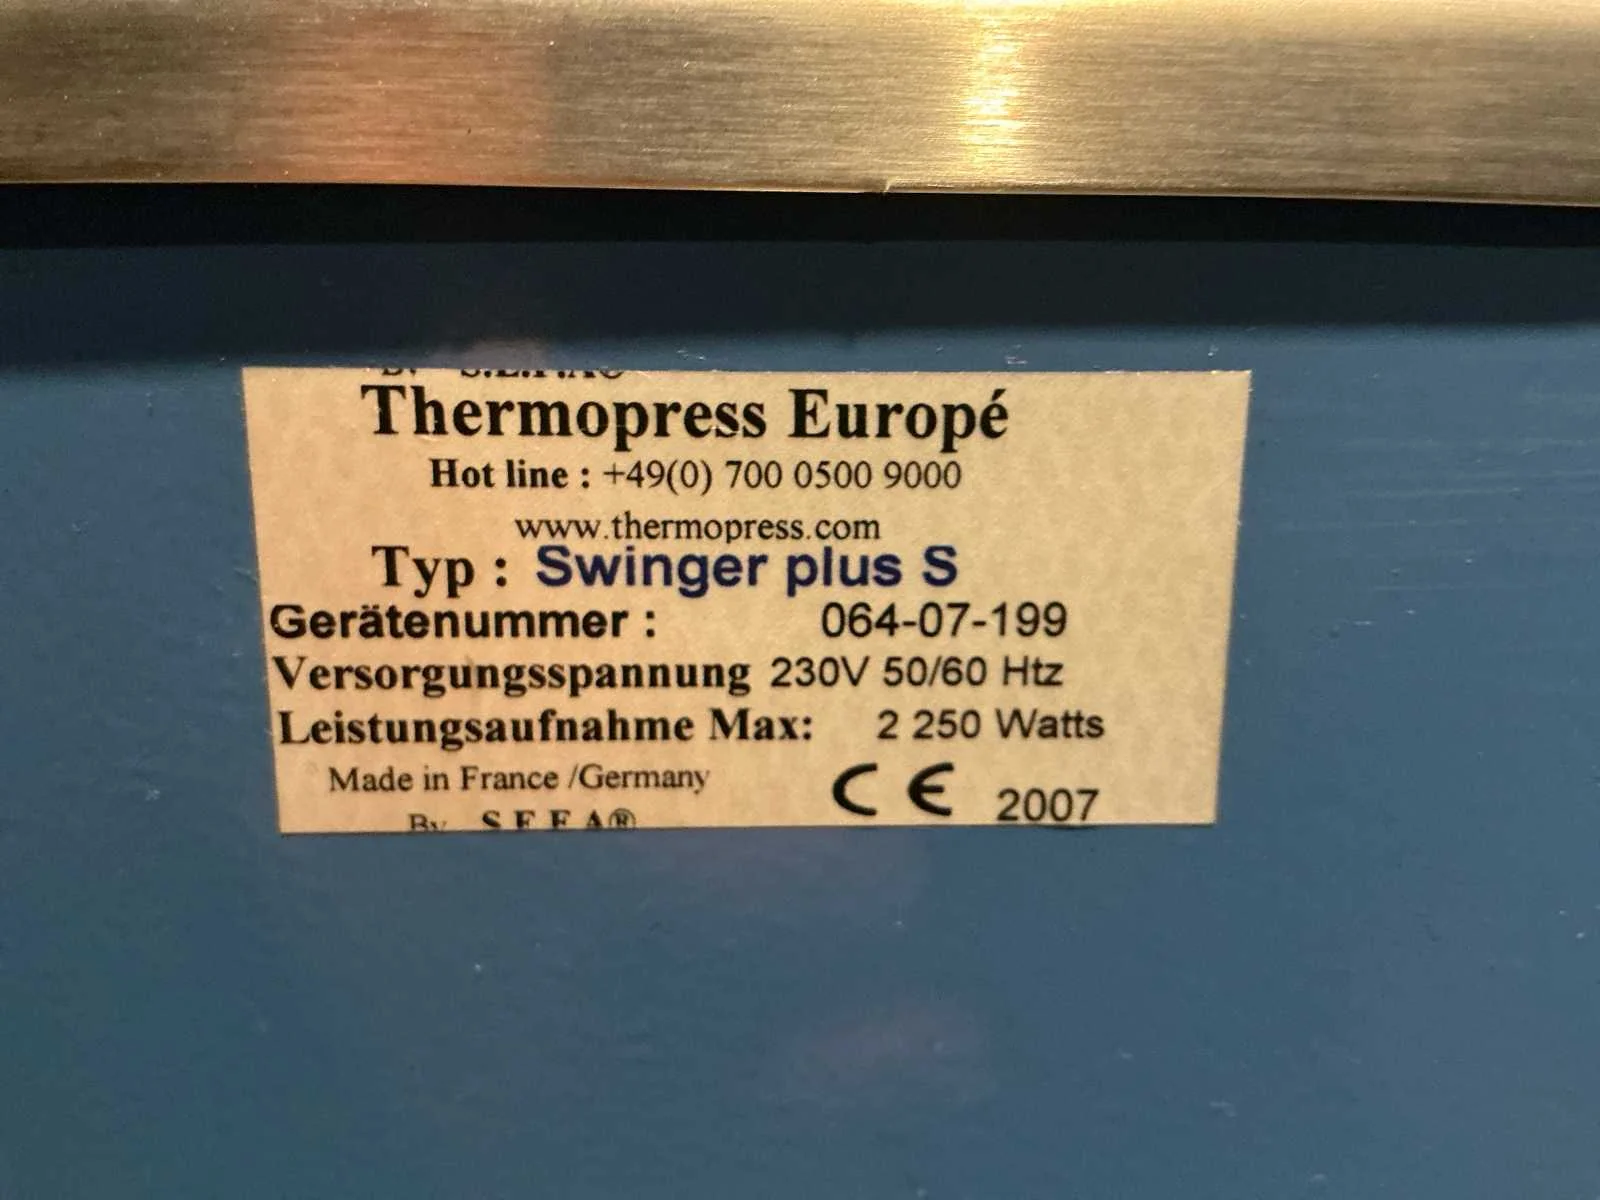 Thermopress Europé
Hot line : +49(0) 700 0500 9000
www.thermopress.com
Typ : Swinger plus S
Gerätenummer : 064-07-199
Versorgungsspannung 230V 50/60 Htz
Leistungsaufnahme Max: 2 250 Watts
Made in France /Germany
CE 2007
By